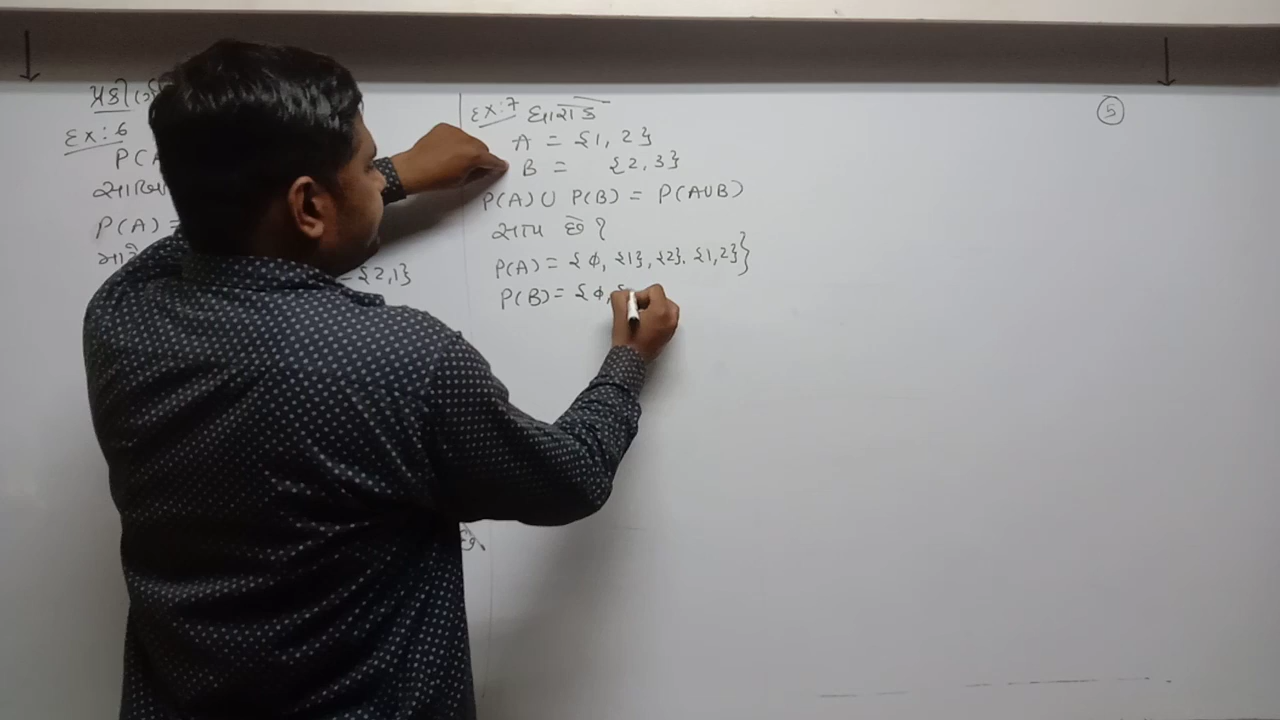 Ex: 6
P(A
P(A) =
= {2,1}
Ex: 7 ધારો કે
A = {1, 2}
B = {2, 3}
P(A) ∪ P(B) = P(A∪B)
સત્ય છે?
P(A) = {ϕ, {1}, {2}. {1,2}}
P(B) = {ϕ, {
5